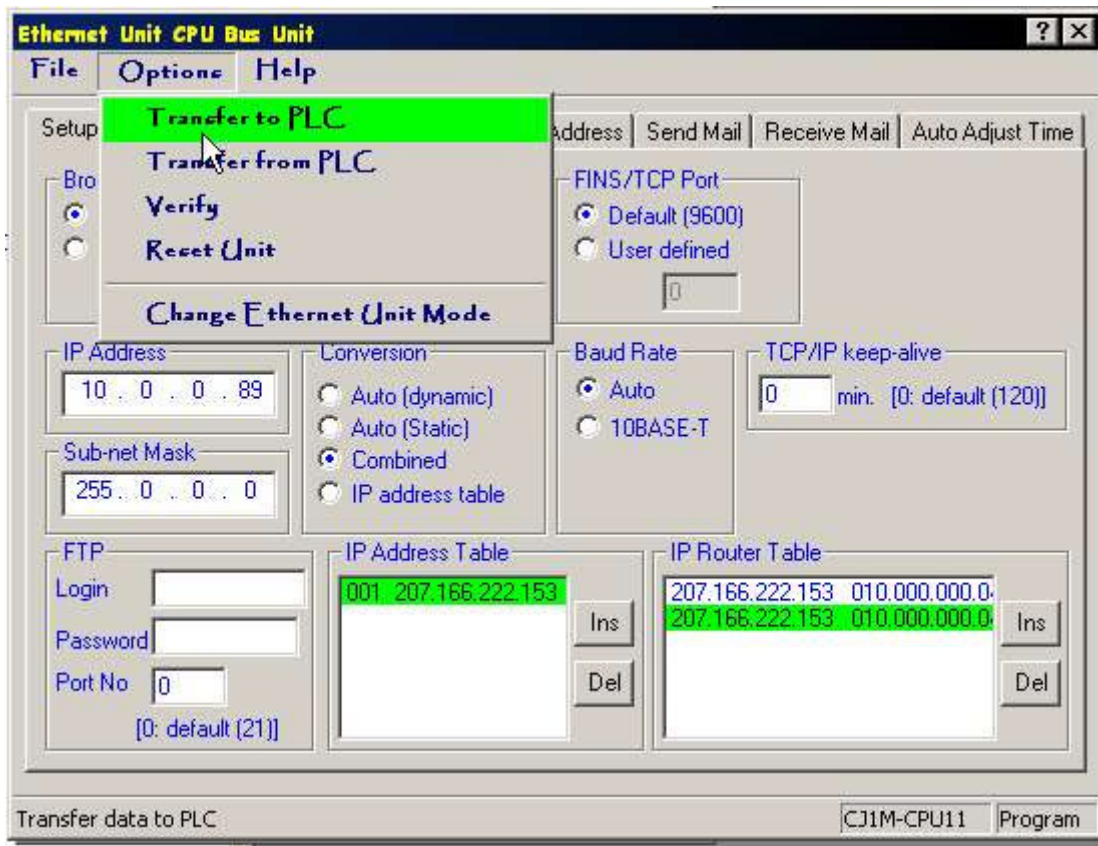 Ethernet Unit CPU Bus Unit
File Options Help
Transfer to PLC
Transfer from PLC
Verify
Reset Unit
Change Ethernet Unit Mode
Setup Address Send Mail Receive Mail Auto Adjust Time
Bro
FINS/TCP Port
Default (9600)
User defined
0
IP Address
10 . 0 . 0 . 89
Sub-net Mask
255 . 0 . 0 . 0
Conversion
Auto (dynamic)
Auto (Static)
Combined
IP address table
Baud Rate
Auto
10BASE-T
TCP/IP keep-alive
0 min. [0: default (120)]
FTP
Login
Password
Port No 0
[0: default (21)]
IP Address Table
001 207.166.222.153
Ins
Del
IP Router Table
207.166.222.153 010.000.000.0
207.166.222.153 010.000.000.0
Ins
Del
Transfer data to PLC CJ1M-CPU11 Program